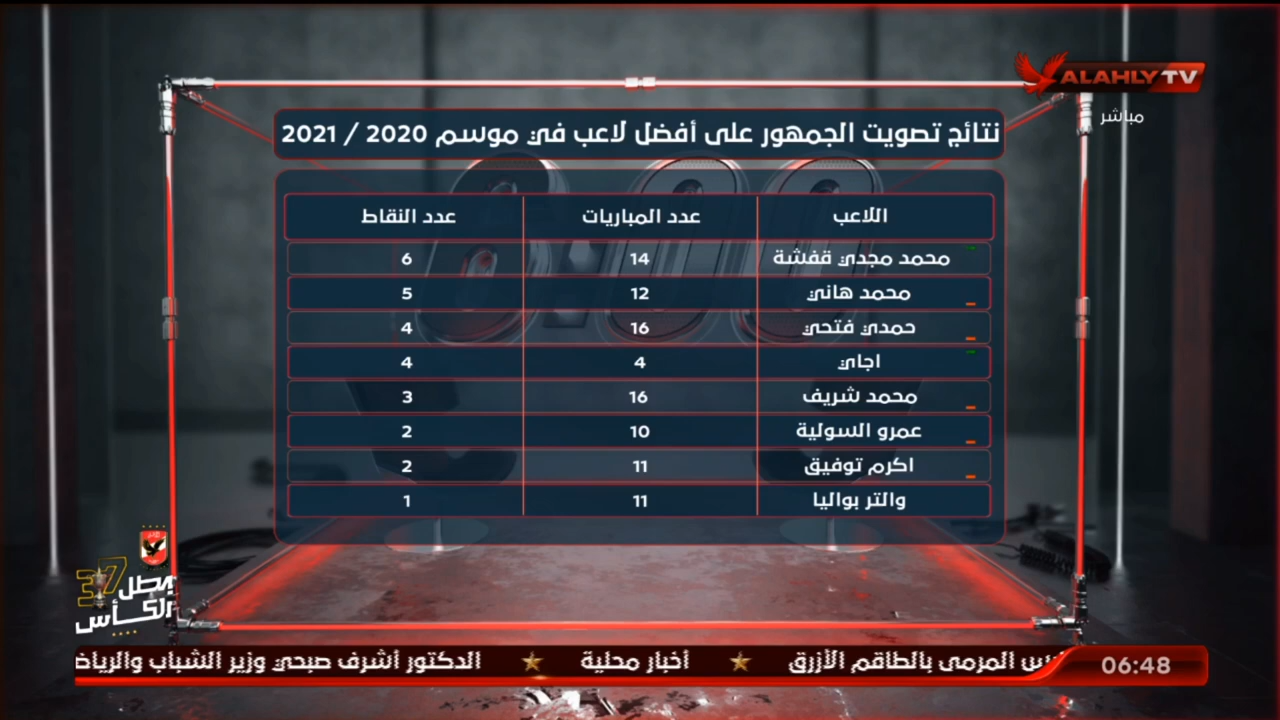 ALAHLY TV
مباشر
نتائج تصويت الجمهور على أفضل لاعب في موسم 2020 / 2021
اللاعب عدد المباريات عدد النقاط
محمد مجدي قفشة 14 6
محمد هاني 12 5
حمدي فتحي 16 4
اجاي 4 4
محمد شريف 16 3
عمرو السولية 10 2
اكرم توفيق 11 2
والتر بواليا 11 1
بطل 37
الكأس
المرمى بالطاقم الأزرق أخبار محلية الدكتور أشرف صبحي وزير الشباب
06:48